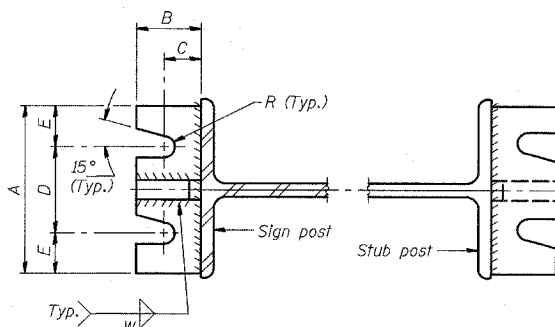 B
C
R (Typ.)
E
15°
(Typ.)
D
A
E
Sign post
Stub post
Typ.
W